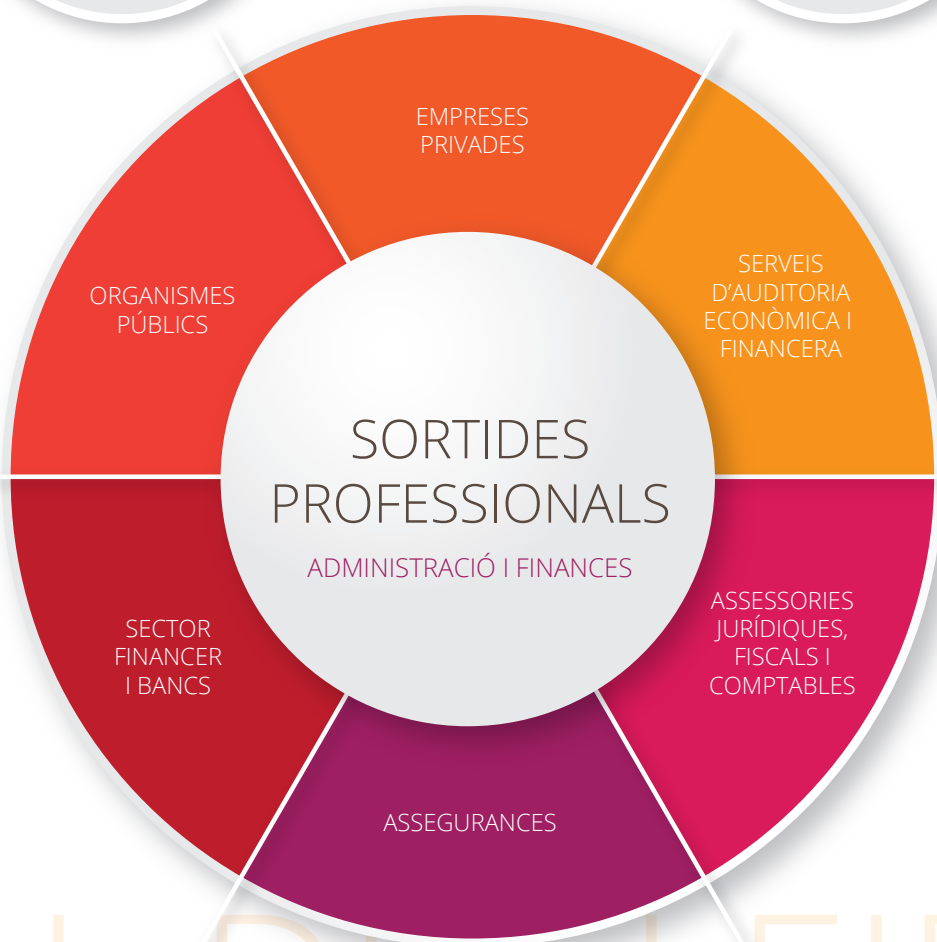 EMPRESES
PRIVADES
SERVEIS
D'AUDITORIA
ECONÒMICA I
FINANCERA
ORGANISMES
PÚBLICS
SORTIDES
PROFESSIONALS
ADMINISTRACIÓ I FINANCES
ASSESSORIES
JURÍDIQUES,
FISCALS I
COMPTABLES
SECTOR
FINANCER
I BANCS
ASSEGURANCES